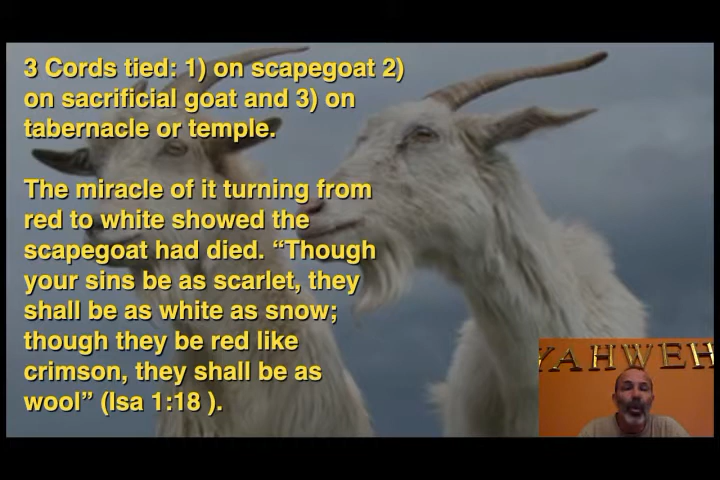 3 Cords tied: 1) on scapegoat 2)
on sacrificial goat and 3) on
tabernacle or temple.
The miracle of it turning from
red to white showed the
scapegoat had died. “Though
your sins be as scarlet, they
shall be as white as snow;
though they be red like
crimson, they shall be as
wool” (Isa 1:18 ).
YAHWEH